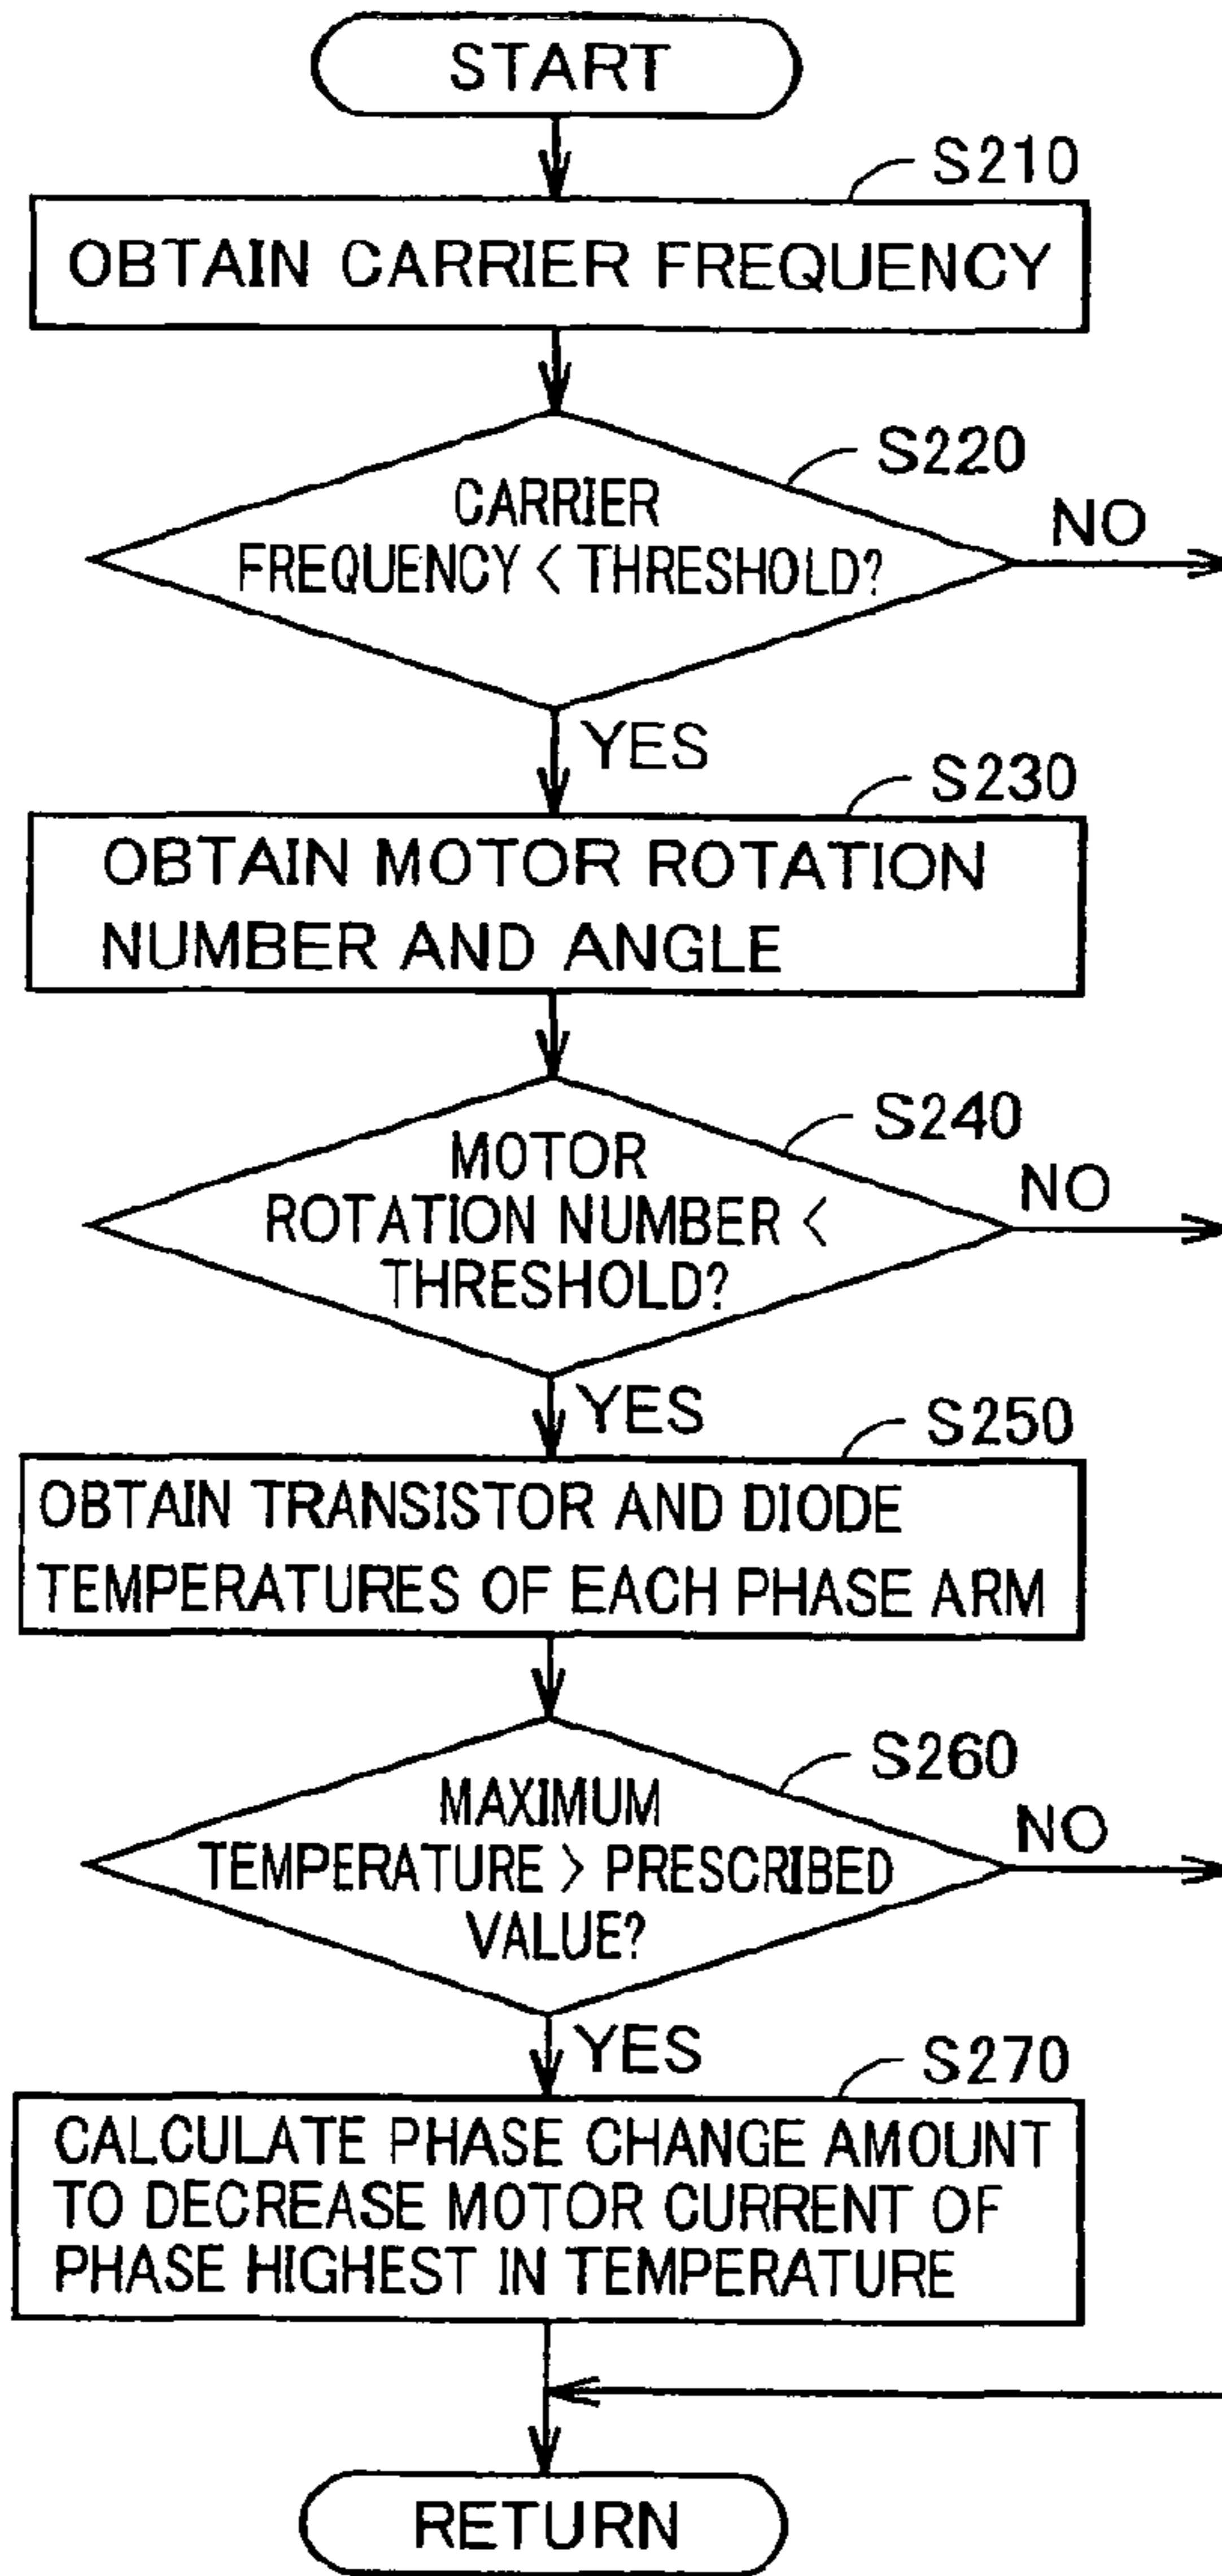 START
S210
OBTAIN CARRIER FREQUENCY
S220
CARRIER
FREQUENCY < THRESHOLD?
NO
YES
S230
OBTAIN MOTOR ROTATION
NUMBER AND ANGLE
S240
MOTOR
ROTATION NUMBER <
THRESHOLD?
NO
YES
S250
OBTAIN TRANSISTOR AND DIODE
TEMPERATURES OF EACH PHASE ARM
S260
MAXIMUM
TEMPERATURE > PRESCRIBED
VALUE?
NO
YES
S270
CALCULATE PHASE CHANGE AMOUNT
TO DECREASE MOTOR CURRENT OF
PHASE HIGHEST IN TEMPERATURE
RETURN